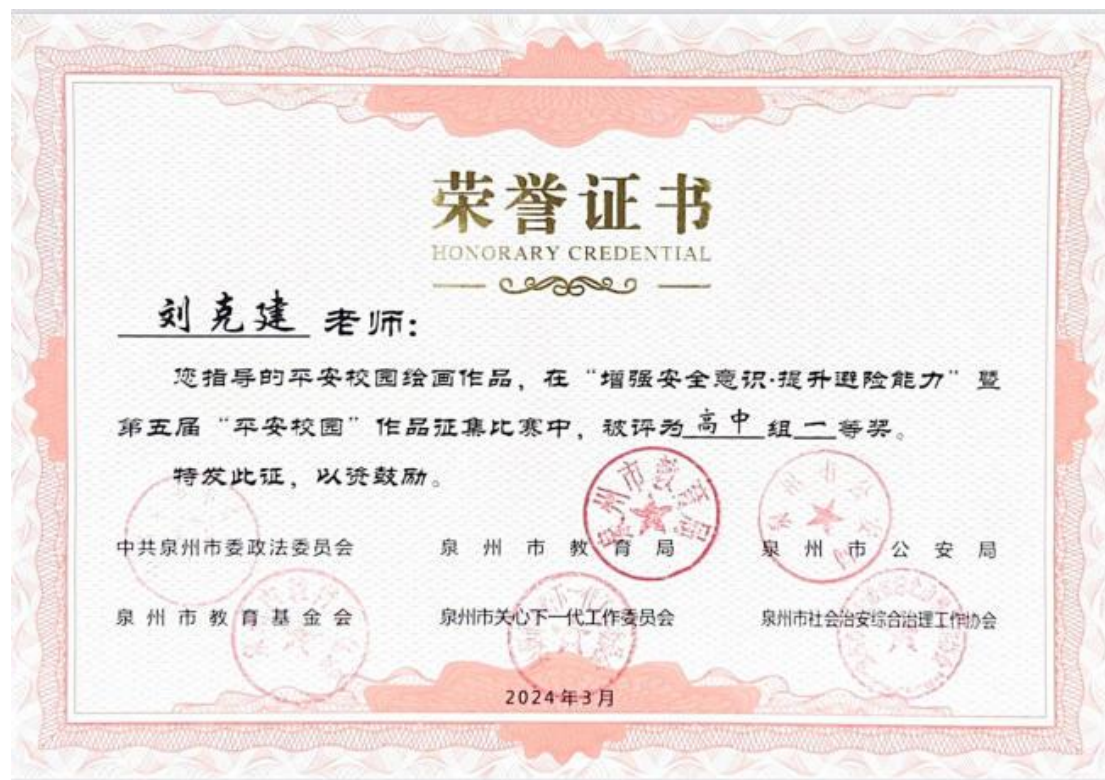 荣誉证书
HONORARY CREDENTIAL
刘克建 老师:
您指导的平安校园绘画作品，在“增强安全意识·提升避险能力”暨
第五届“平安校园”作品征集比赛中，被评为高中组一等奖。
特发此证，以资鼓励。
中共泉州市委政法委员会 泉州市教育局 泉州市公安局
泉州市教育基金会 泉州市关心下一代工作委员会 泉州市社会治安综合治理工作协会
2024年3月
泉州市教育局